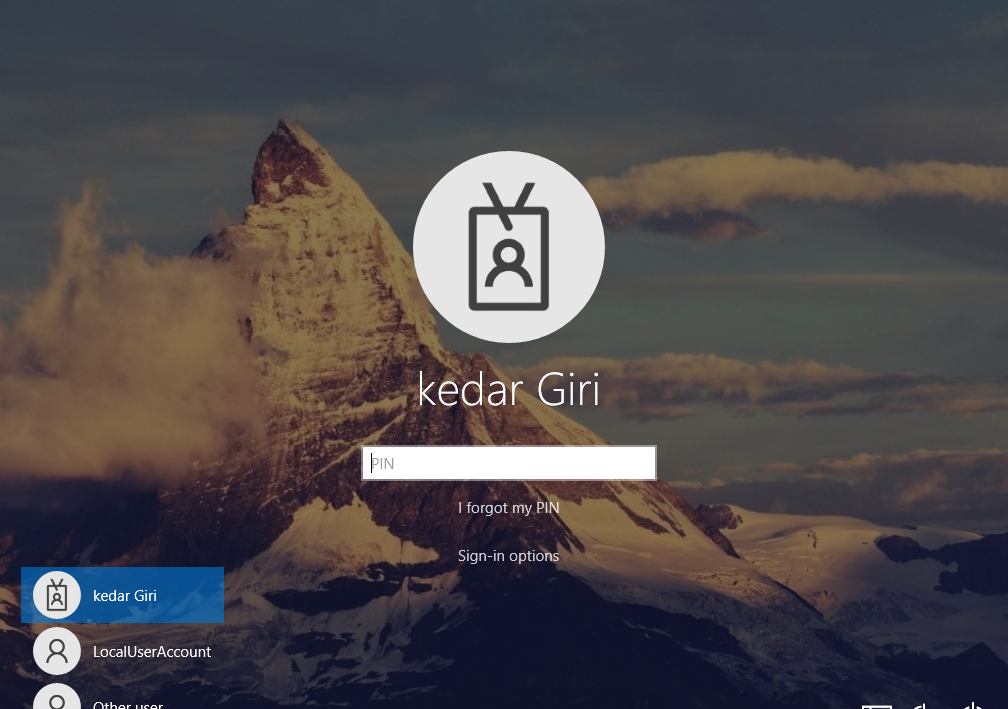 kedar Giri
PIN
I forgot my PIN
Sign-in options
kedar Giri
LocalUserAccount
Other user